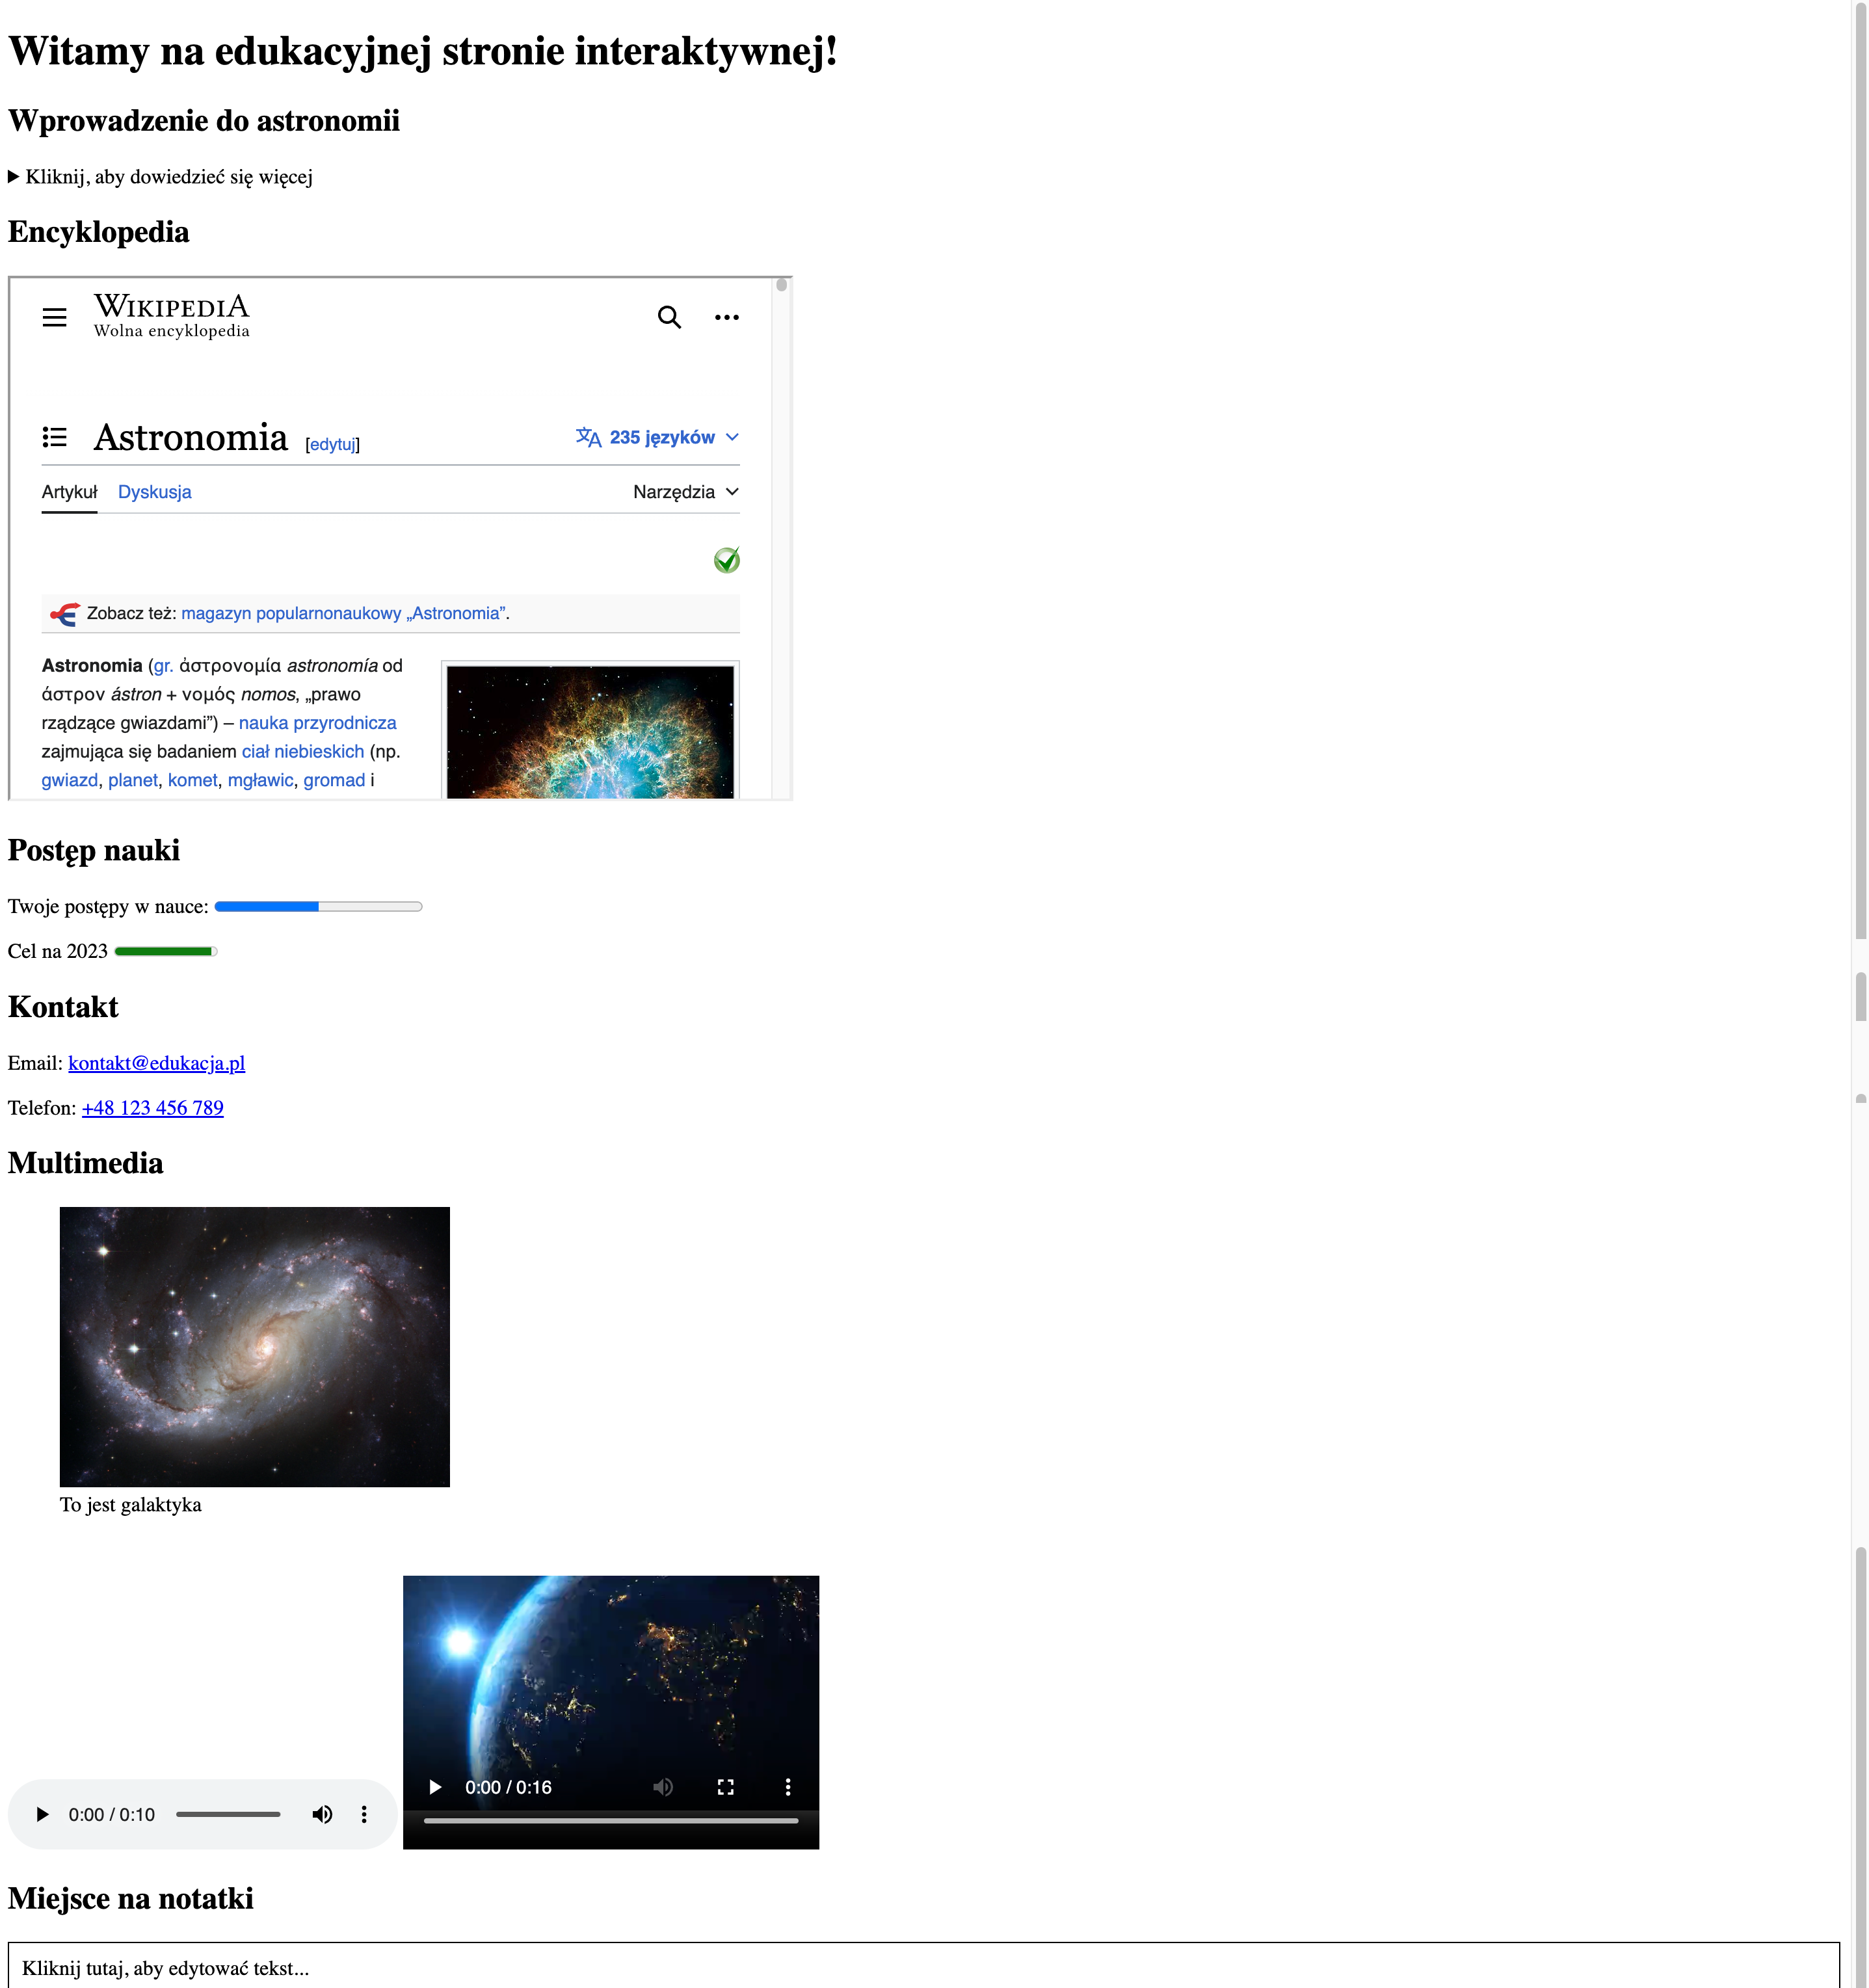 Witamy na edukacyjnej stronie interaktywnej!
Wprowadzenie do astronomii
Kliknij, aby dowiedzieć się więcej
Encyklopedia
WIKIPEDIA
Wolna encyklopedia
Astronomia [edytuj]
235 języków
Artykuł Dyskusja Narzędzia
Zobacz też: magazyn popularnonaukowy „Astronomia”.
Astronomia (gr. ἀστρονομία astronomía od
ἄστρον ástron + νομός nomos, „prawo
rządzące gwiazdami”) – nauka przyrodnicza
zajmująca się badaniem ciał niebieskich (np.
gwiazd, planet, komet, mgławic, gromad i
Postęp nauki
Twoje postępy w nauce:
Cel na 2023
Kontakt
Email: kontakt@edukacja.pl
Telefon: +48 123 456 789
Multimedia
To jest galaktyka
0:00 / 0:16
0:00 / 0:10
Miejsce na notatki
Kliknij tutaj, aby edytować tekst...